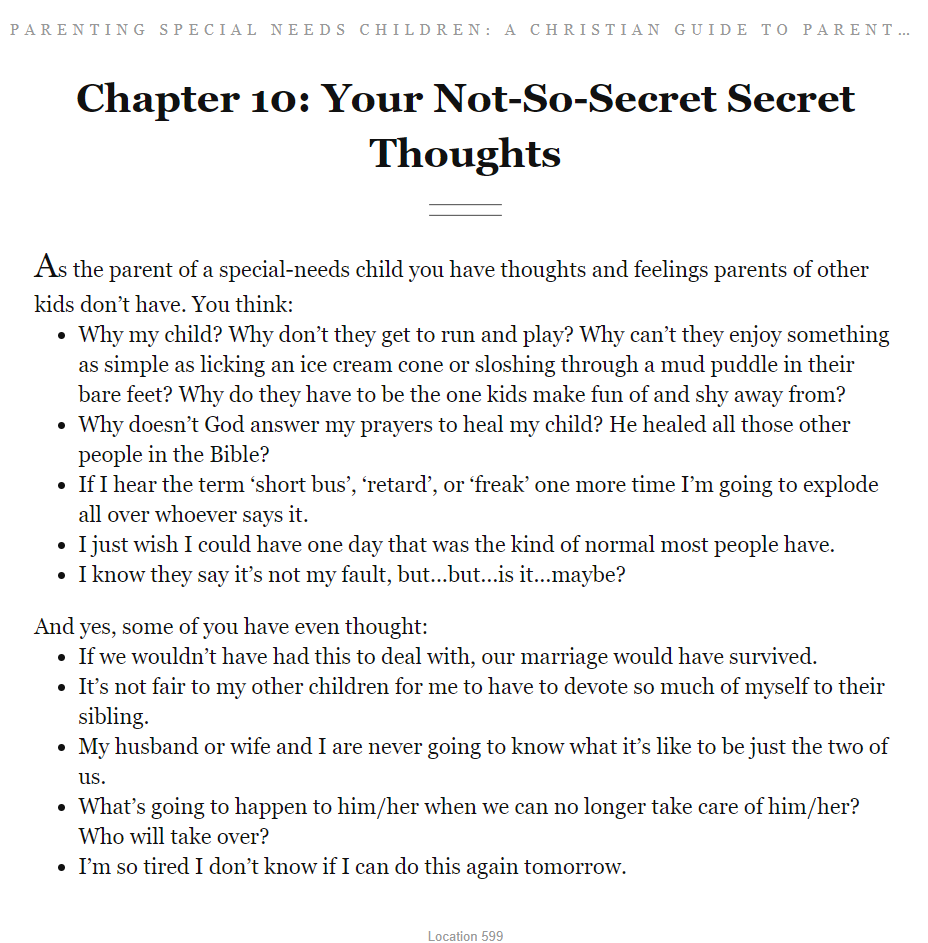 PARENTING SPECIAL NEEDS CHILDREN: A CHRISTIAN GUIDE TO PARENT…
Chapter 10: Your Not-So-Secret Secret
Thoughts
As the parent of a special-needs child you have thoughts and feelings parents of other
kids don’t have. You think:
• Why my child? Why don’t they get to run and play? Why can’t they enjoy something
as simple as licking an ice cream cone or sloshing through a mud puddle in their
bare feet? Why do they have to be the one kids make fun of and shy away from?
• Why doesn’t God answer my prayers to heal my child? He healed all those other
people in the Bible?
• If I hear the term ‘short bus’, ‘retard’, or ‘freak’ one more time I’m going to explode
all over whoever says it.
• I just wish I could have one day that was the kind of normal most people have.
• I know they say it’s not my fault, but…but…is it…maybe?
And yes, some of you have even thought:
• If we wouldn’t have had this to deal with, our marriage would have survived.
• It’s not fair to my other children for me to have to devote so much of myself to their
sibling.
• My husband or wife and I are never going to know what it’s like to be just the two of
us.
• What’s going to happen to him/her when we can no longer take care of him/her?
Who will take over?
• I’m so tired I don’t know if I can do this again tomorrow.
Location 599